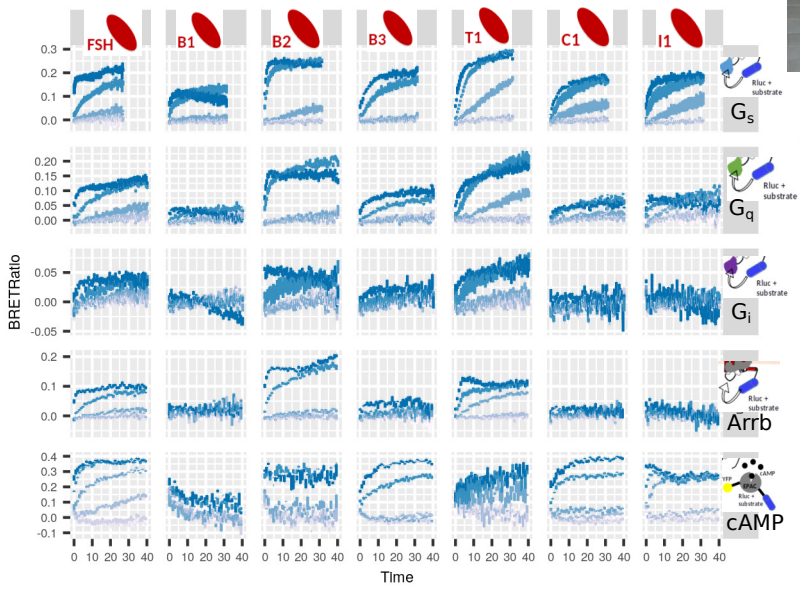 FSH B1 B2 B3 T1 C1 I1
0.3
0.2
0.1
0.0
Rluc +
substrate
Gs
0.20
0.15
0.10
0.05
0.00
Rluc +
substrate
Gq
0.05
0.00
-0.05
Rluc +
substrate
Gi
BRETRatio
0.2
0.1
0.0
Rluc +
substrate
Arrb
0.4
0.3
0.2
0.1
0.0
-0.1
YFP
cAMP
EPAC
Rluc +
substrate
cAMP
0 10 20 30 40 0 10 20 30 40 0 10 20 30 40 0 10 20 30 40 0 10 20 30 40 0 10 20 30 40 0 10 20 30 40
Time